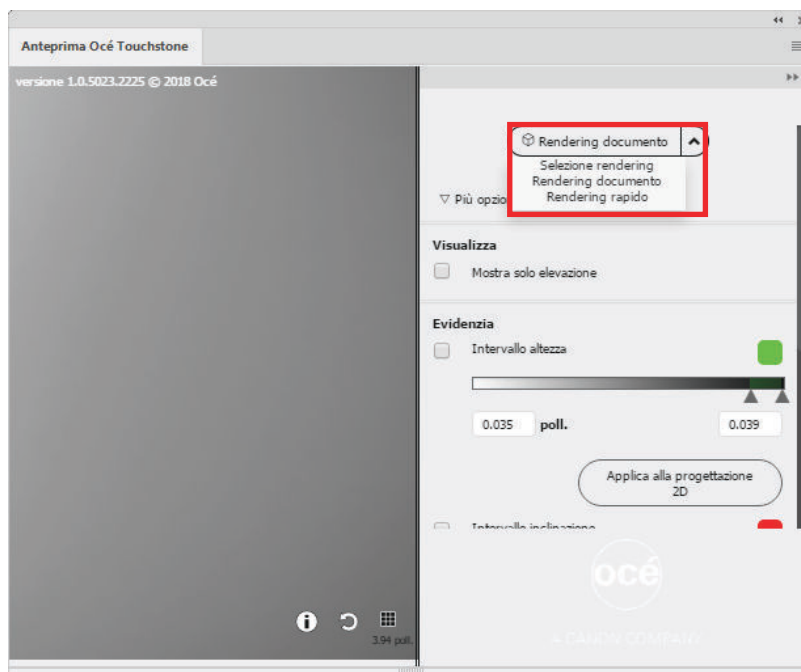 Anteprima Océ Touchstone
versione 1.0.5023.2225 © 2018 Océ
Rendering documento
Selezione rendering
Rendering documento
Rendering rapido
Più opzio
Visualizza
Mostra solo elevazione
Evidenzia
Intervallo altezza
0.035 poll. 0.039
Applica alla progettazione
2D
Intervallo inclinazione
océ
A CANON COMPANY
3.94 poll.